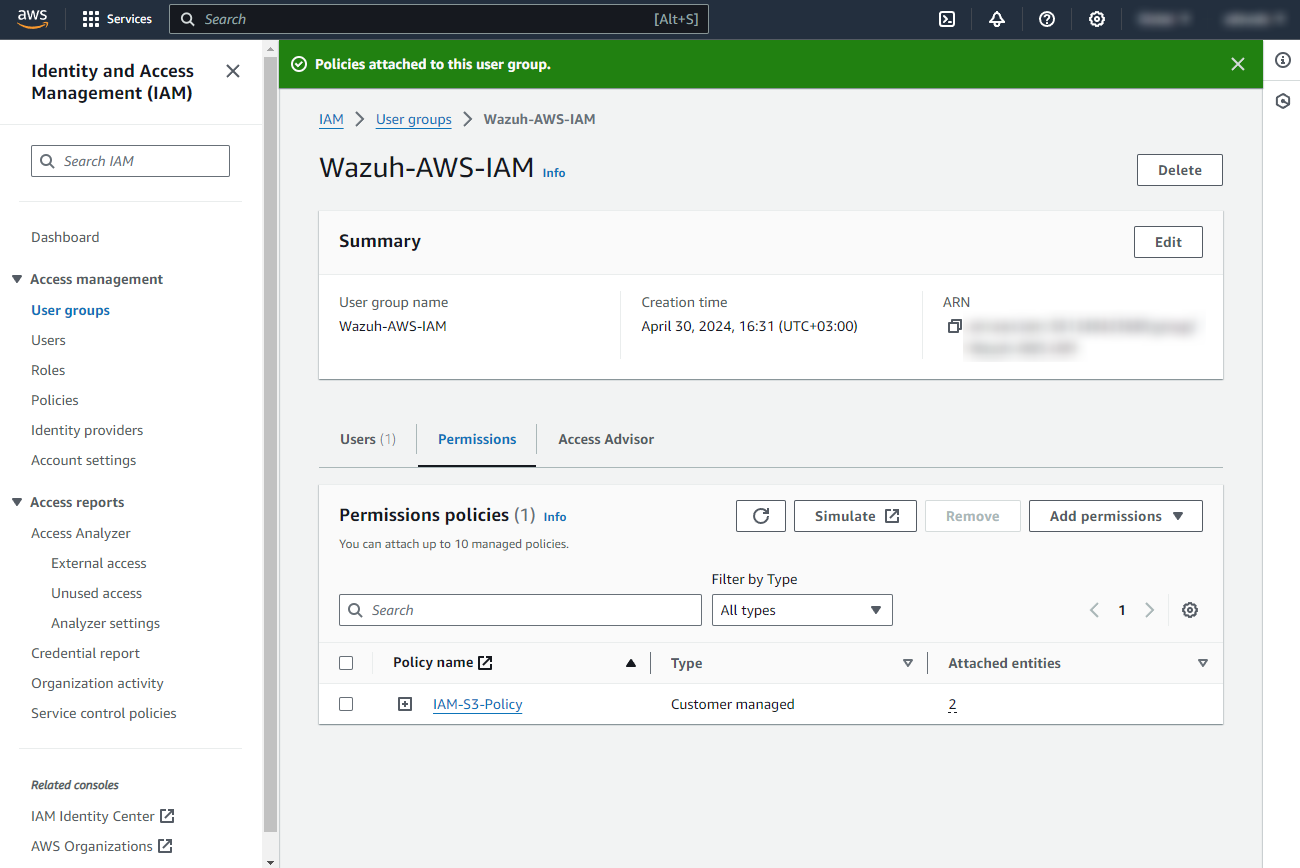 aws
Services
Search
[Alt+S]
Identity and Access
Management (IAM)
Search IAM
Dashboard
Access management
User groups
Users
Roles
Policies
Identity providers
Account settings
Access reports
Access Analyzer
External access
Unused access
Analyzer settings
Credential report
Organization activity
Service control policies
Related consoles
IAM Identity Center
AWS Organizations
Policies attached to this user group.
IAM > User groups > Wazuh-AWS-IAM
Wazuh-AWS-IAM Info
Delete
Summary
Edit
User group name
Wazuh-AWS-IAM
Creation time
April 30, 2024, 16:31 (UTC+03:00)
ARN
Users (1)
Permissions
Access Advisor
Permissions policies (1) Info
You can attach up to 10 managed policies.
Simulate
Remove
Add permissions
Filter by Type
Search
All types
1
Policy name
Type
Attached entities
IAM-S3-Policy
Customer managed
2